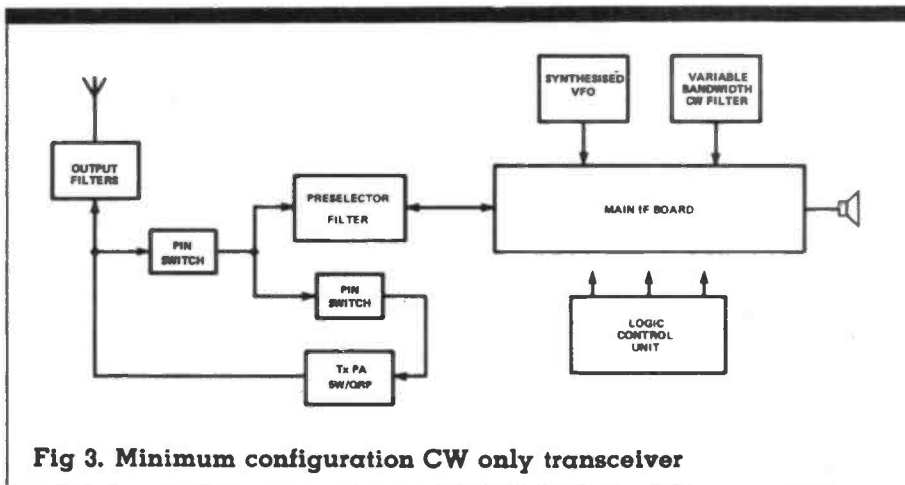 SYNTHESISED
VFO
VARIABLE
BANDWIDTH
CW FILTER
OUTPUT
FILTERS
PRESELECTOR
FILTER
MAIN IF BOARD
PIN
SWITCH
PIN
SWITCH
LOGIC
CONTROL
UNIT
Tx PA
5W/QRP
Fig 3. Minimum configuration CW only transceiver